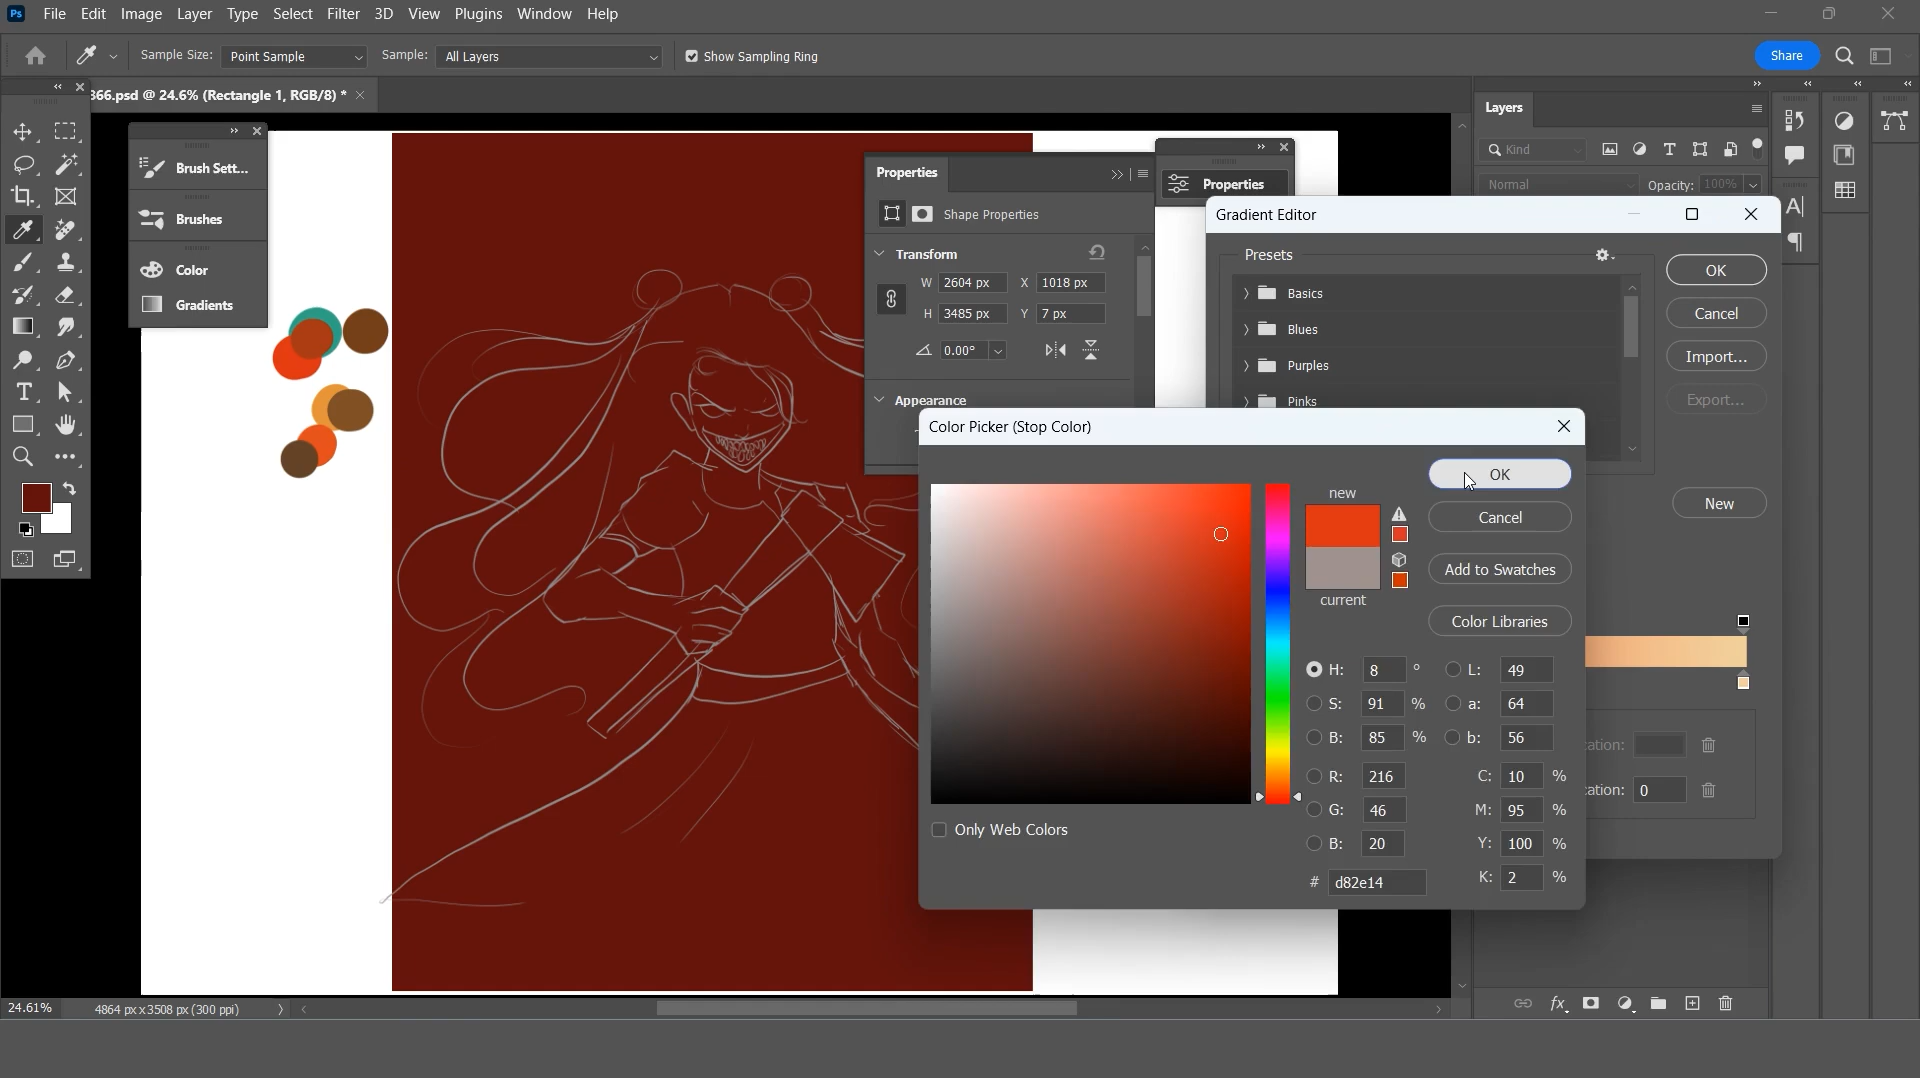 Ps File Edit Image Layer Type Select Filter 3D View Plugins Window Help
Sample Size: Point Sample Sample: All Layers Show Sampling Ring Share
366.psd @ 24.6% (Rectangle 1, RGB/8) *
Layers
Kind
Normal Opacity: 100%
Brush Sett...
Brushes
Color
Gradients
Properties
Shape Properties
Transform
W 2604 px X 1018 px
H 3485 px Y 7 px
0.00°
Appearance
Properties
Gradient Editor
Presets
Basics
Blues
Purples
Pinks
OK
Cancel
Import...
Export...
New
Color Picker (Stop Color)
new
current
OK
Cancel
Add to Swatches
Color Libraries
H: 8 ° L: 49
S: 91 % a: 64
B: 85 % b: 56
R: 216 C: 10 %
G: 46 M: 95 %
B: 20 Y: 100 %
# d82e14 K: 2 %
Only Web Colors
ation:
ation: 0
24.61% 4864 px x 3508 px (300 ppi)
fx